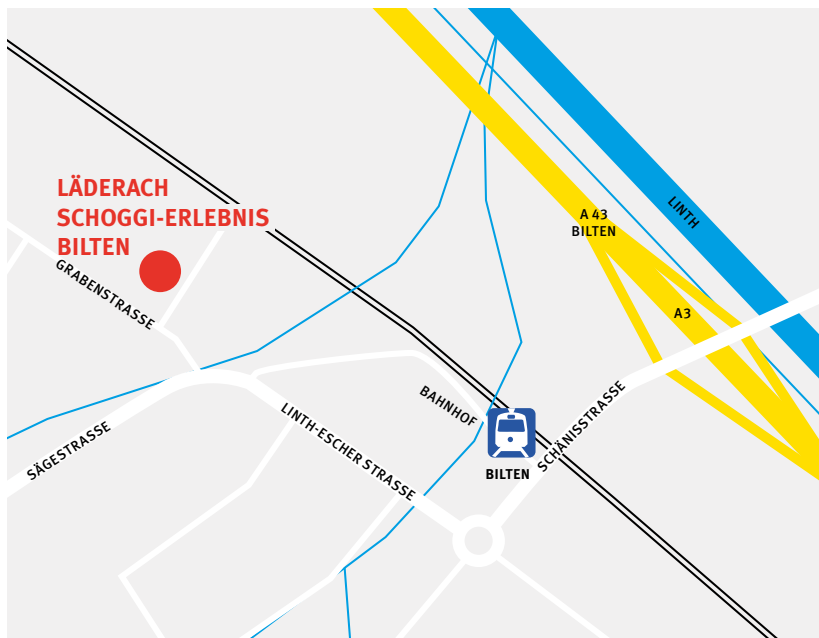 LÄDERACH
SCHOGGI-ERLEBNIS
BILTEN
GRABENSTRASSE
A 43
BILTEN
LINTH
A3
SÄGESTRASSE
LINTH-ESCHER STRASSE
BAHNHOF
BILTEN
SCHÄNISSTRASSE